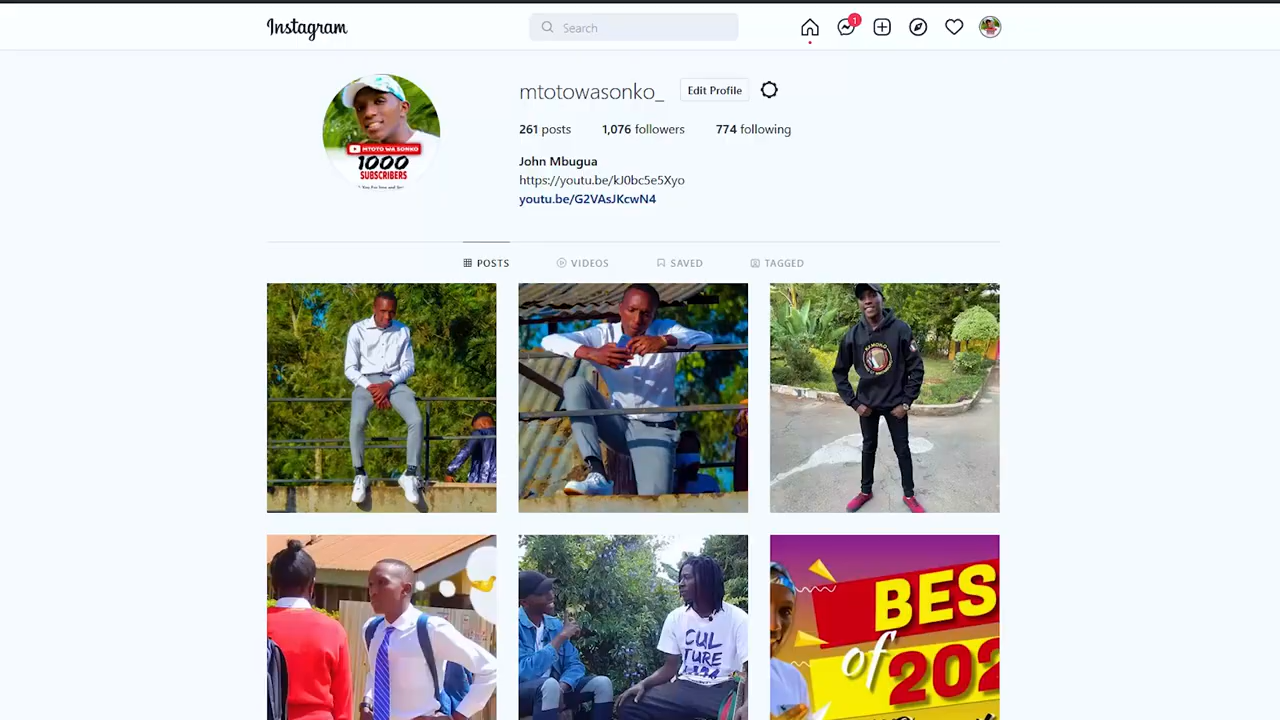 Instagram
Search
1
mtotowasonko_ Edit Profile
261 posts 1,076 followers 774 following
John Mbugua
https://youtu.be/kJ0bc5e5Xyo
youtu.be/G2VAsJKcwN4
MTOTO WA SONKO
1000
SUBSCRIBERS
POSTS VIDEOS SAVED TAGGED
CUL
TURE
BES
of 202